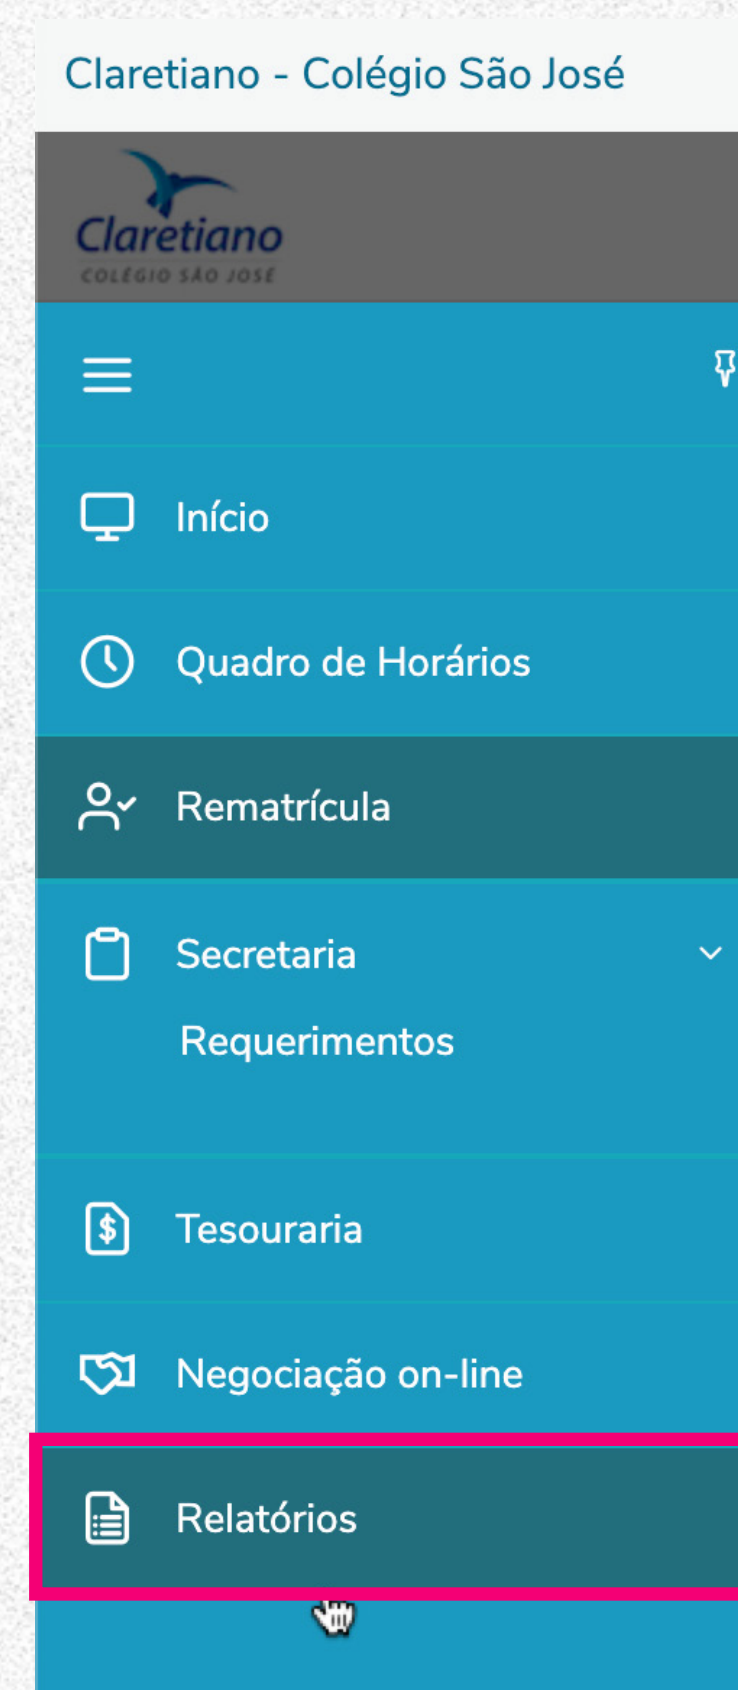 Claretiano - Colégio São José
Claretiano
COLÉGIO SÃO JOSÉ
Início
Quadro de Horários
Rematrícula
Secretaria
Requerimentos
Tesouraria
Negociação on-line
Relatórios